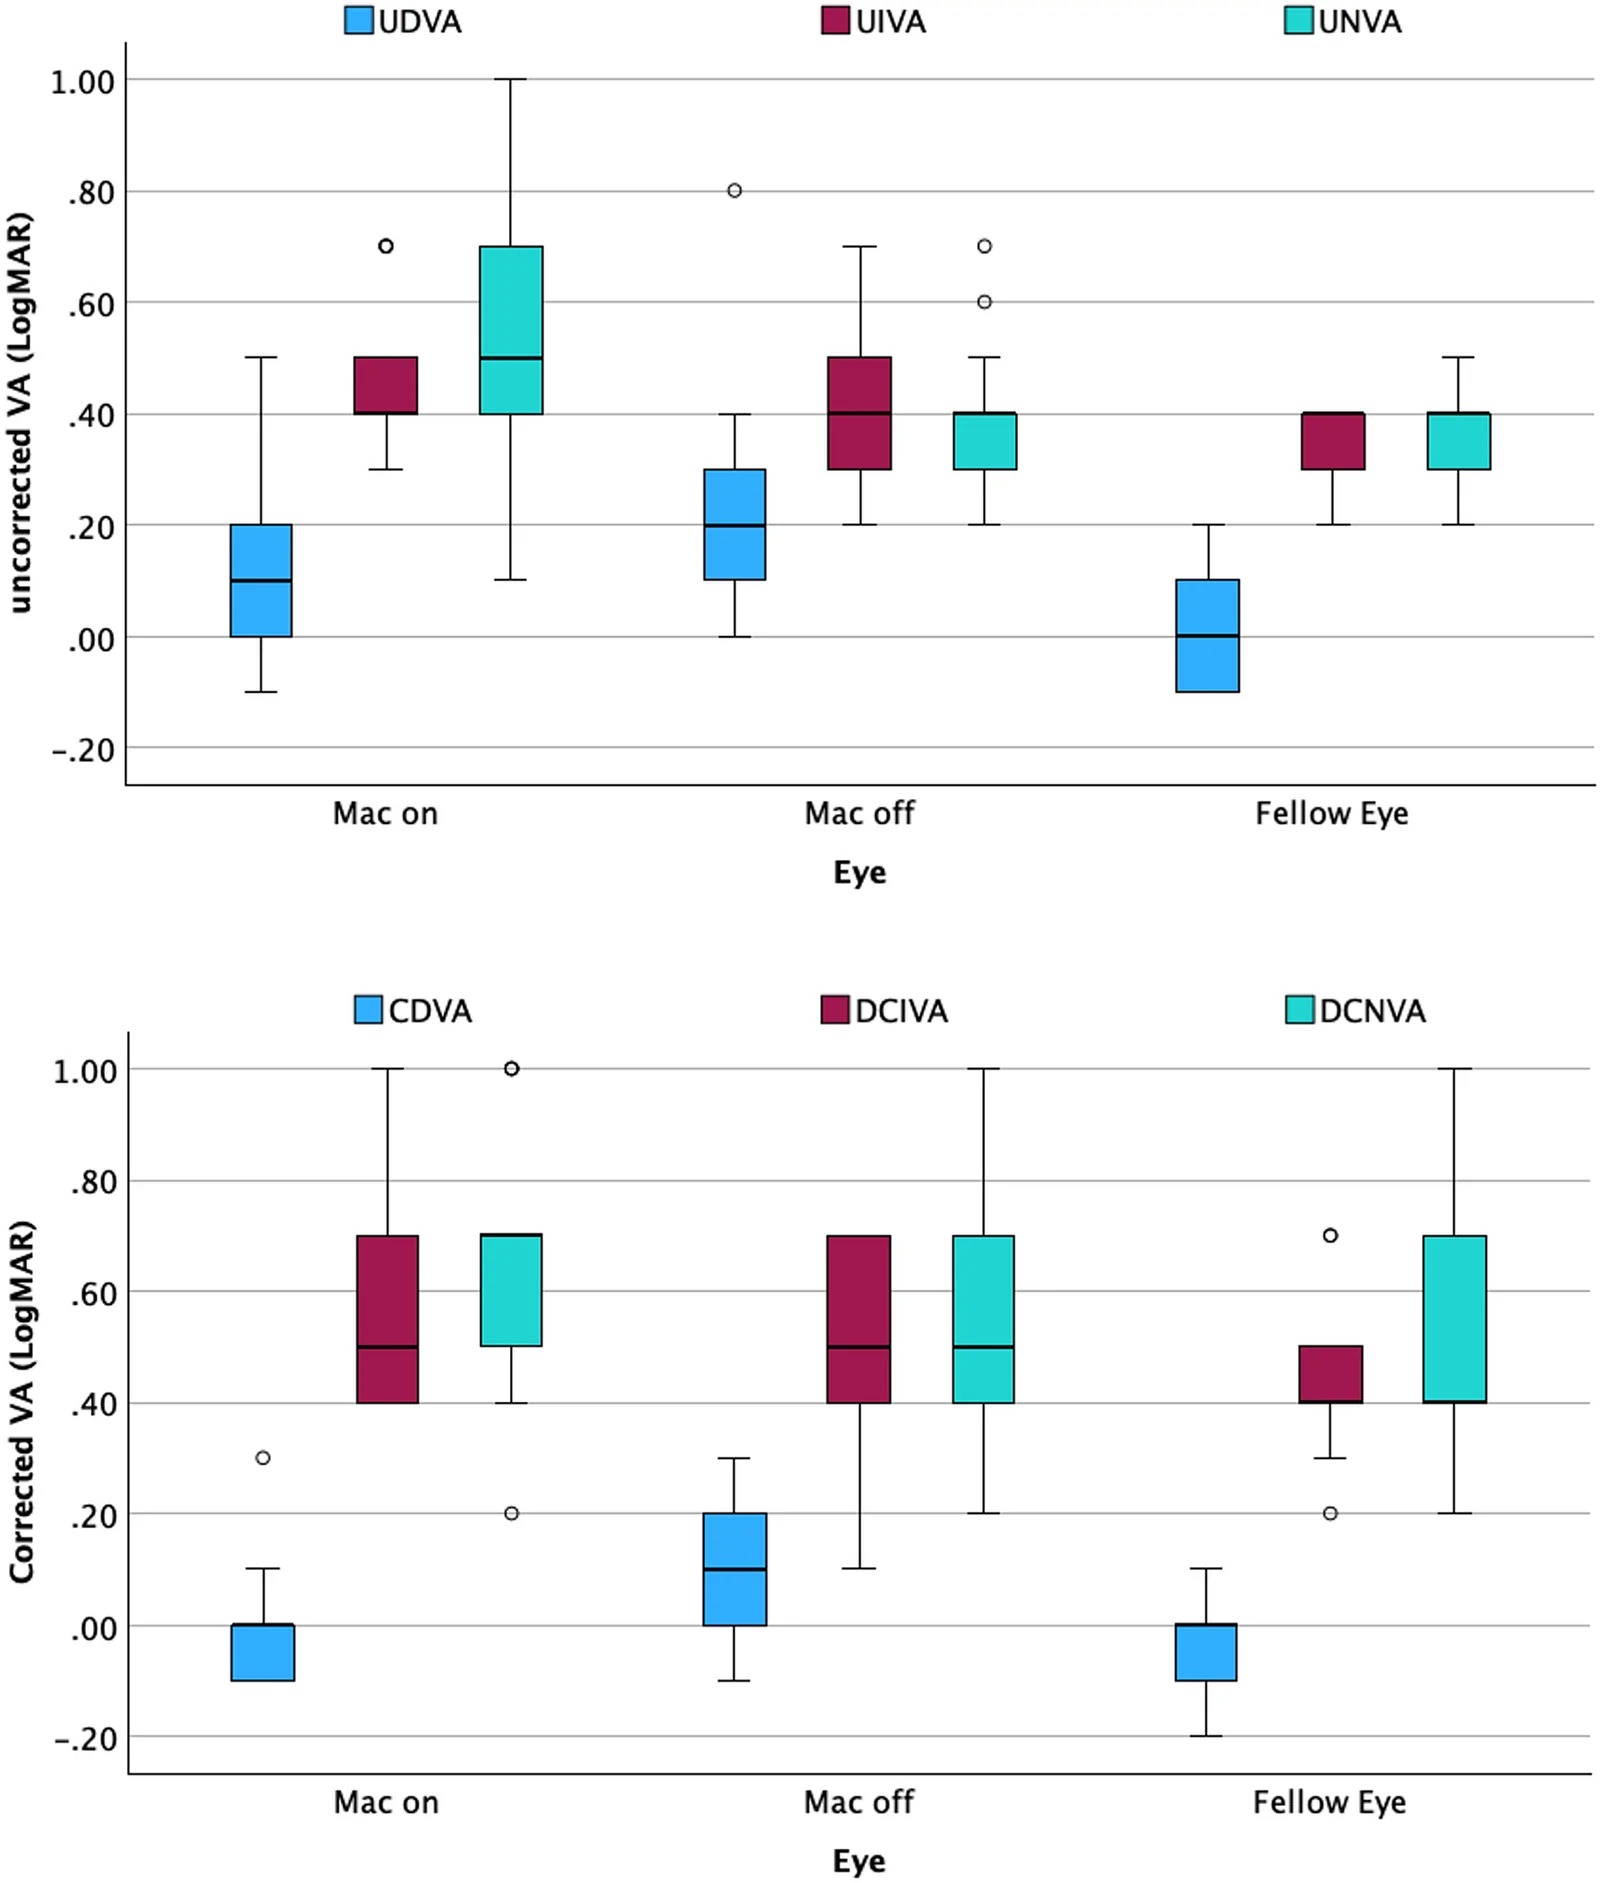 UDVA UIVA UNVA
1.00
.80
.60
.40
.20
.00
-.20
uncorrected VA (LogMAR)
Mac on Mac off Fellow Eye
Eye
CDVA DCIVA DCNVA
1.00
.80
.60
.40
.20
.00
-.20
Corrected VA (LogMAR)
Mac on Mac off Fellow Eye
Eye